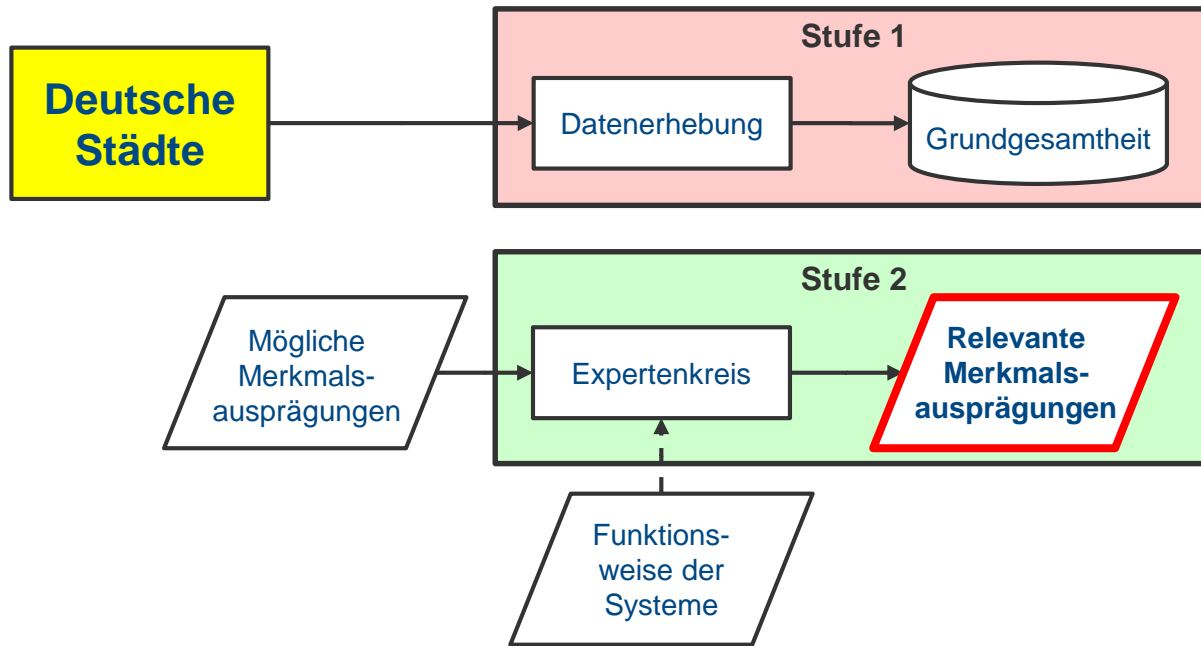 Stufe 1
Deutsche
Städte
Datenerhebung
Grundgesamtheit
Stufe 2
Mögliche
Merkmals-
ausprägungen
Expertenkreis
Relevante
Merkmals-
ausprägungen
Funktions-
weise der
Systeme